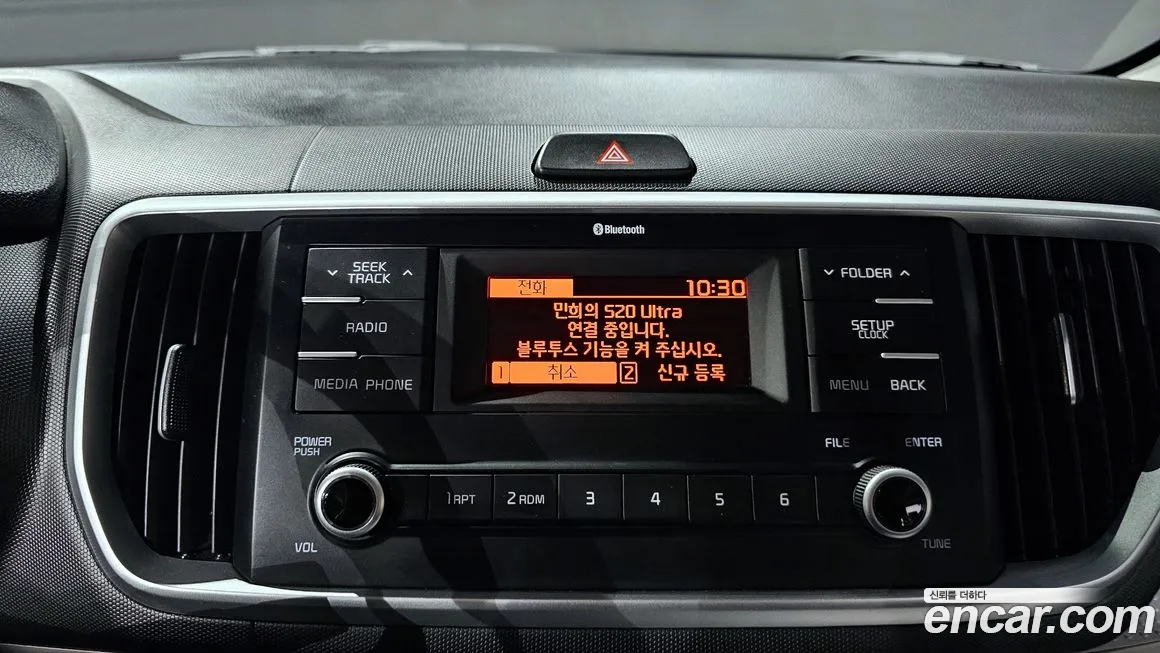 Bluetooth
SEEK
TRACK
RADIO
MEDIA PHONE
전화 10:30
민희의 S20 Ultra
연결 중입니다.
블루투스 기능을 켜 주십시오.
1 취소 2 신규 등록
FOLDER
SETUP
CLOCK
MENU BACK
POWER
PUSH
VOL
1 RPT
2 RDM
3
4
5
6
FILE
ENTER
TUNE
신뢰를 더하다
encar.com